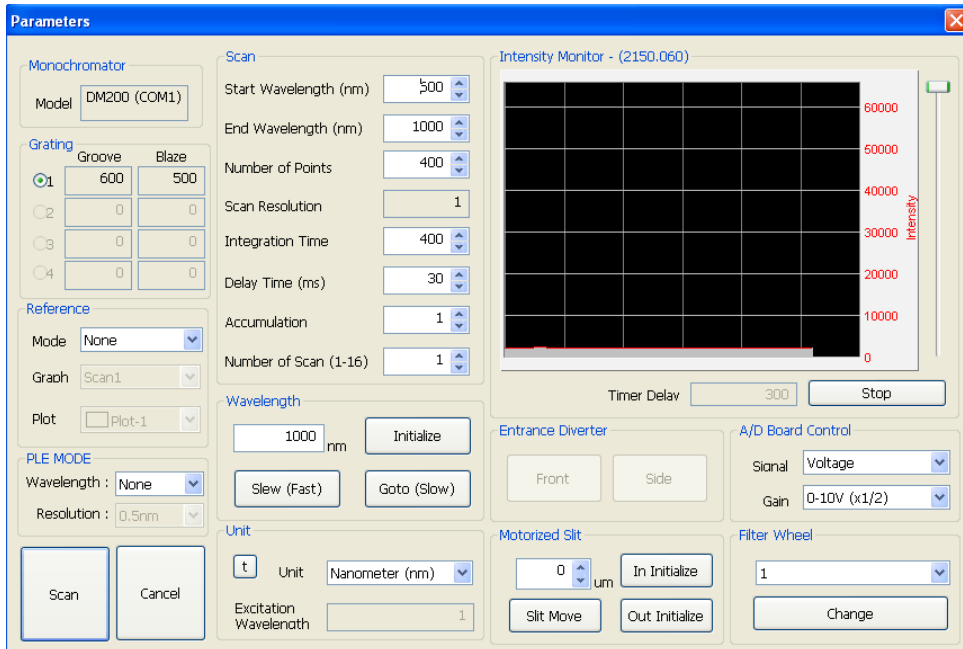 Parameters
Monochromator
Model DM200 (COM1)
Grating
Groove Blaze
1 600 500
2 0 0
3 0 0
4 0 0
Reference
Mode None
Graph Scan1
Plot Plot-1
PLE MODE
Wavelength : None
Resolution : 0.5nm
Scan
Cancel
Scan
Start Wavelength (nm) 500
End Wavelength (nm) 1000
Number of Points 400
Scan Resolution 1
Integration Time 400
Delay Time (ms) 30
Accumulation 1
Number of Scan (1-16) 1
Wavelength
1000 nm Initialize
Slew (Fast) Goto (Slow)
Unit
t Unit Nanometer (nm)
Excitation
Wavelength 1
Intensity Monitor - (2150.060)
60000
50000
40000
30000
20000
10000
0
Intensity
Timer Delay 300 Stop
Entrance Diverter
Front Side
A/D Board Control
Signal Voltage
Gain 0-10V (x1/2)
Motorized Slit
0 um In Initialize
Slit Move Out Initialize
Filter Wheel
1
Change